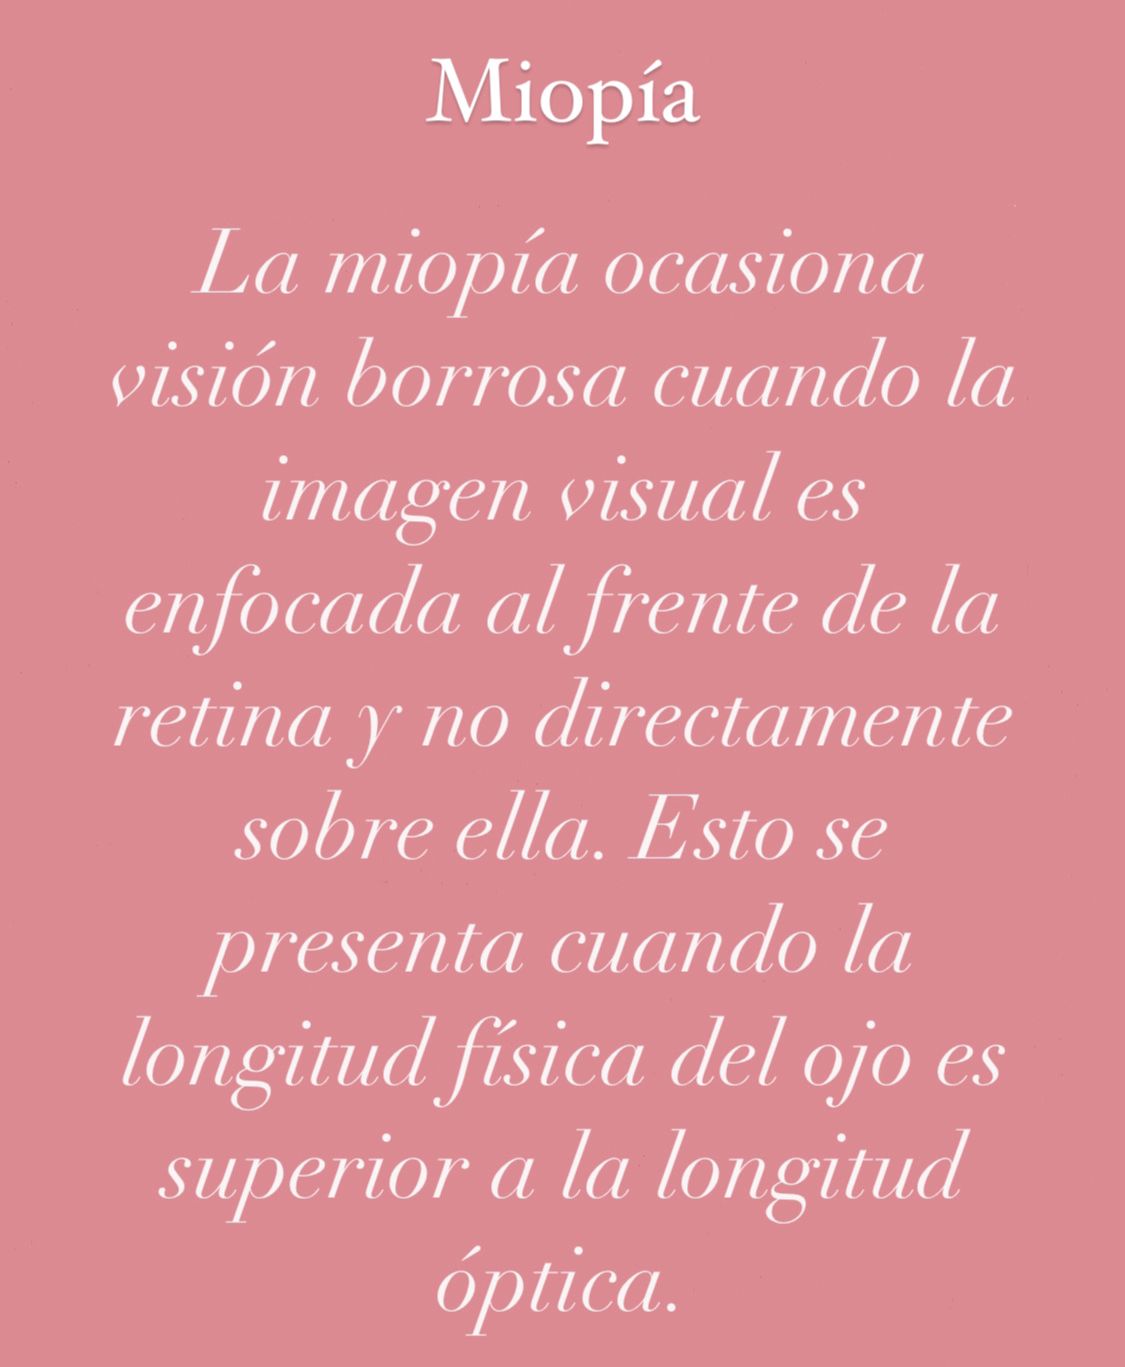 Miopía
La miopía ocasiona
visión borrosa cuando la
imagen visual es
enfocada al frente de la
retina y no directamente
sobre ella. Esto se
presenta cuando la
longitud física del ojo es
superior a la longitud
óptica.